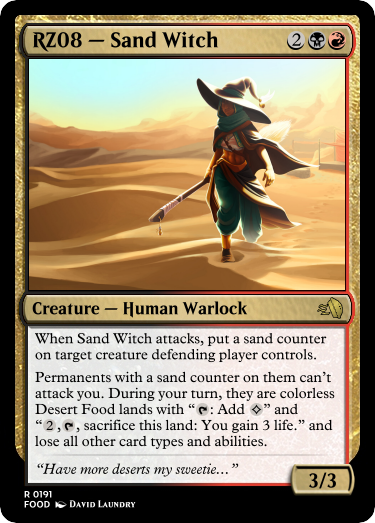 RZ08 — Sand Witch 2
Creature — Human Warlock
When Sand Witch attacks, put a sand counter
on target creature defending player controls.
Permanents with a sand counter on them can't
attack you. During your turn, they are colorless
Desert Food lands with “: Add ” and
“2, , sacrifice this land: You gain 3 life.” and
lose all other card types and abilities.
“Have more deserts my sweetie…”
3/3
R 0191
FOOD David Laundry